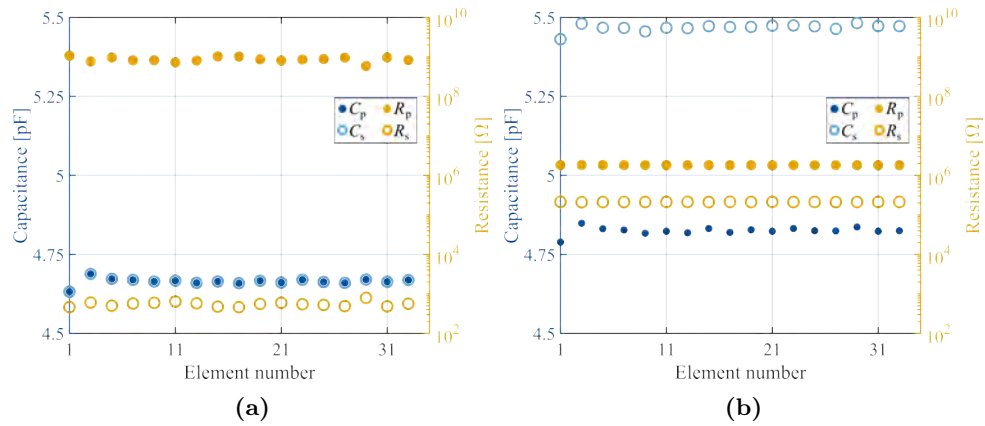 5.5
5.25
5
4.75
4.5
Capacitance [pF]
10^10
10^8
10^6
10^4
10^2
Resistance [Ω]
C_p R_p
C_s R_s
1 11 21 31
Element number
(a)
5.5
5.25
5
4.75
4.5
Capacitance [pF]
10^10
10^8
10^6
10^4
10^2
Resistance [Ω]
C_p R_p
C_s R_s
1 11 21 31
Element number
(b)